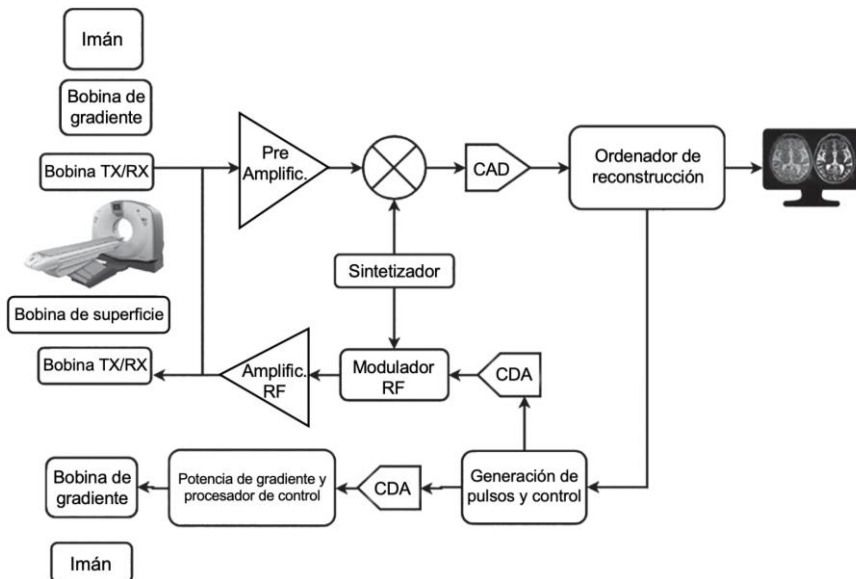 Imán
Bobina de
gradiente
Bobina TX/RX
Pre
Amplific.
CAD
Ordenador de
reconstrucción
Sintetizador
Bobina de superficie
Bobina TX/RX
Amplific.
RF
Modulador
RF
CDA
Bobina de
gradiente
Potencia de gradiente y
procesador de control
CDA
Generación de
pulsos y control
Imán